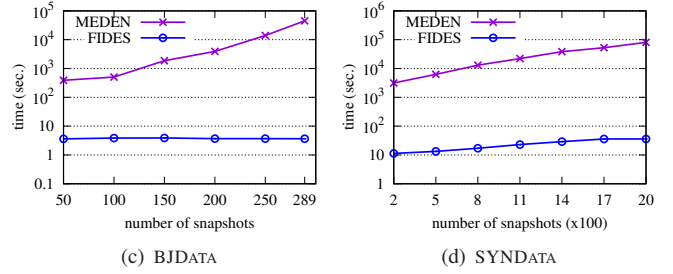 MEDEN
FIDES
time (sec.)
10^5
10^4
10^3
10^2
10
1
0.1
50 100 150 200 250 289
number of snapshots
(c) BJDATA
MEDEN
FIDES
time (sec.)
10^6
10^5
10^4
10^3
10^2
10
1
2 5 8 11 14 17 20
number of snapshots (x100)
(d) SYNDATA